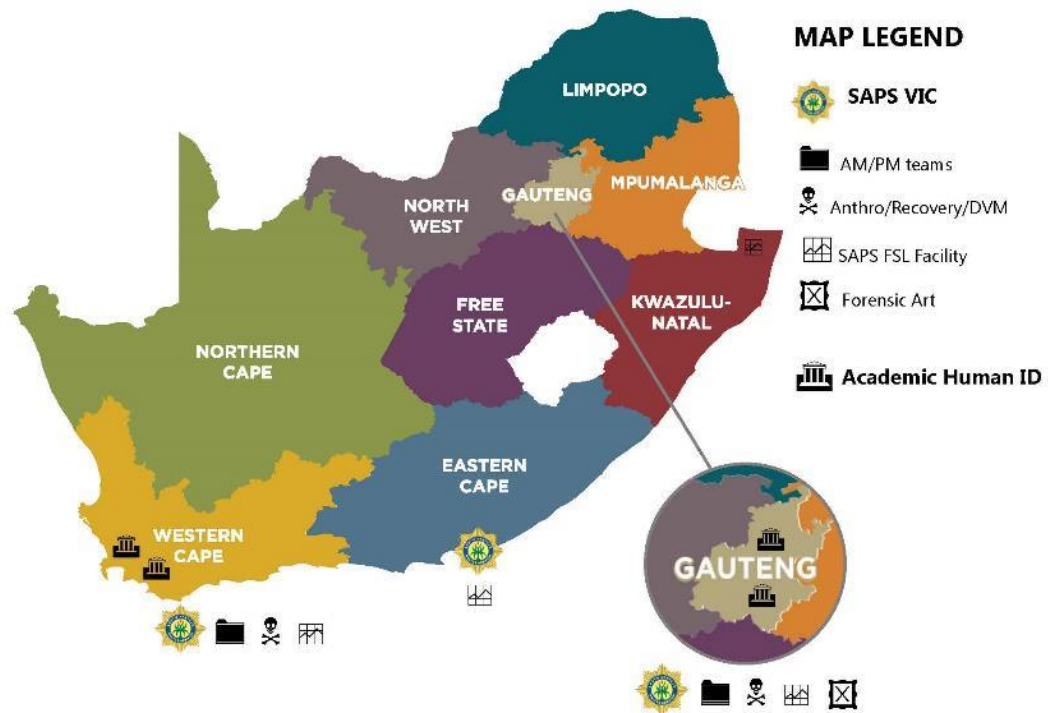 MAP LEGEND
SAPS VIC
AM/PM teams
Anthro/Recovery/DVM
SAPS FSL Facility
Forensic Art
Academic Human ID
LIMPOPO
MPUMALANGA
GAUTENG
NORTH
WEST
FREE
STATE
KWAZULU-
NATAL
NORTHERN
CAPE
EASTERN
CAPE
WESTERN
CAPE
GAUTENG